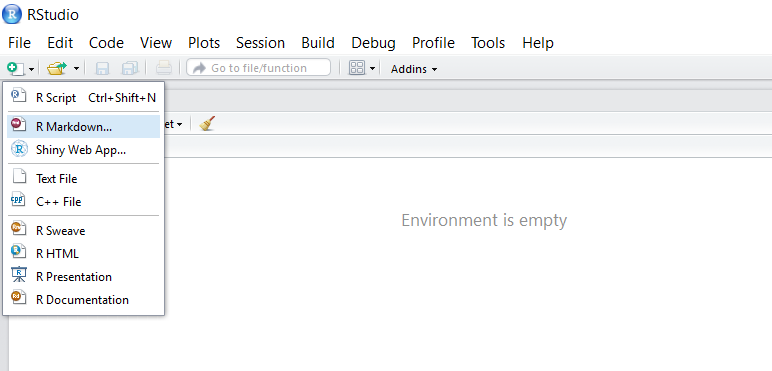 RStudio
File Edit Code View Plots Session Build Debug Profile Tools Help
Go to file/function Addins
R Script Ctrl+Shift+N
R Markdown...
Shiny Web App...
Text File
C++ File
R Sweave
R HTML
R Presentation
R Documentation
Environment is empty